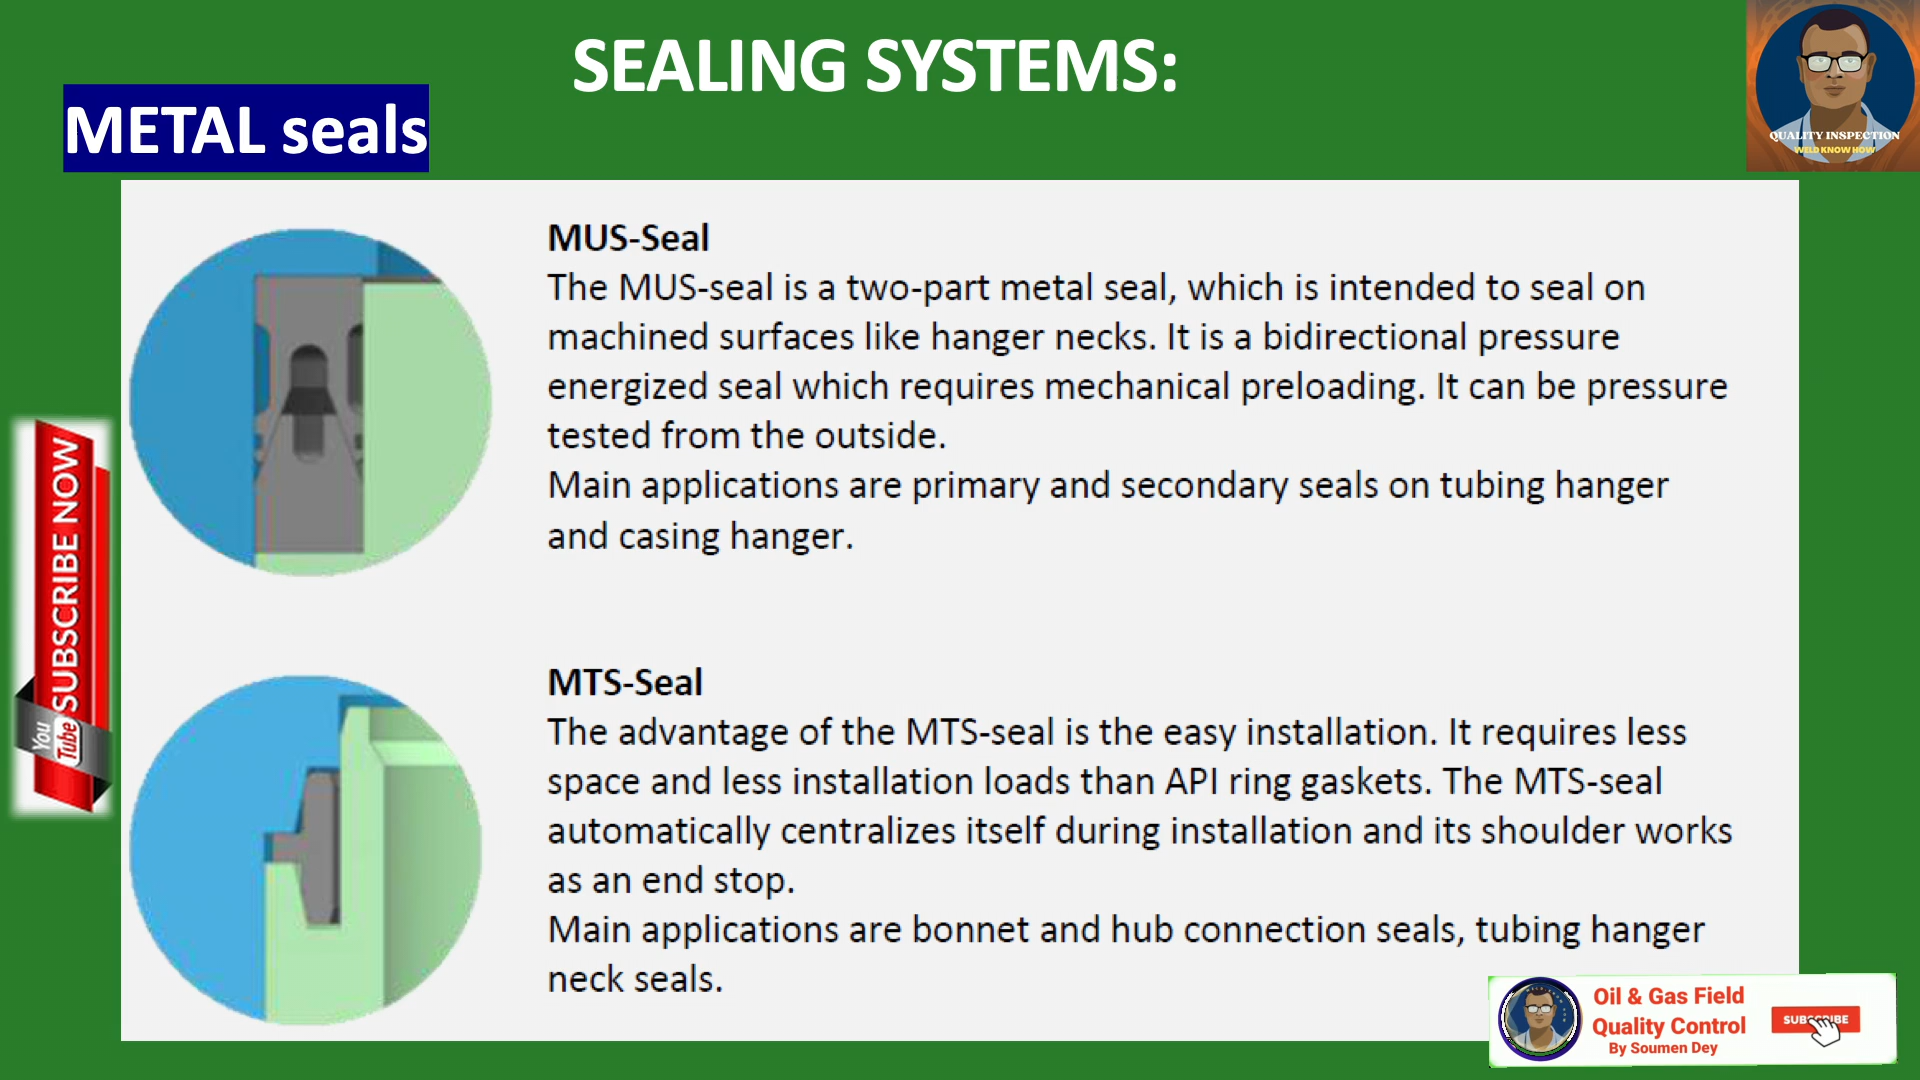 SEALING SYSTEMS:
METAL seals
QUALITY INSPECTION
WELD KNOW HOW
MUS-Seal
The MUS-seal is a two-part metal seal, which is intended to seal on
machined surfaces like hanger necks. It is a bidirectional pressure
energized seal which requires mechanical preloading. It can be pressure
tested from the outside.
Main applications are primary and secondary seals on tubing hanger
and casing hanger.
SUBSCRIBE NOW
You
Tube
MTS-Seal
The advantage of the MTS-seal is the easy installation. It requires less
space and less installation loads than API ring gaskets. The MTS-seal
automatically centralizes itself during installation and its shoulder works
as an end stop.
Main applications are bonnet and hub connection seals, tubing hanger
neck seals.
Oil & Gas Field
Quality Control
By Soumen Dey
SUBSCRIBE